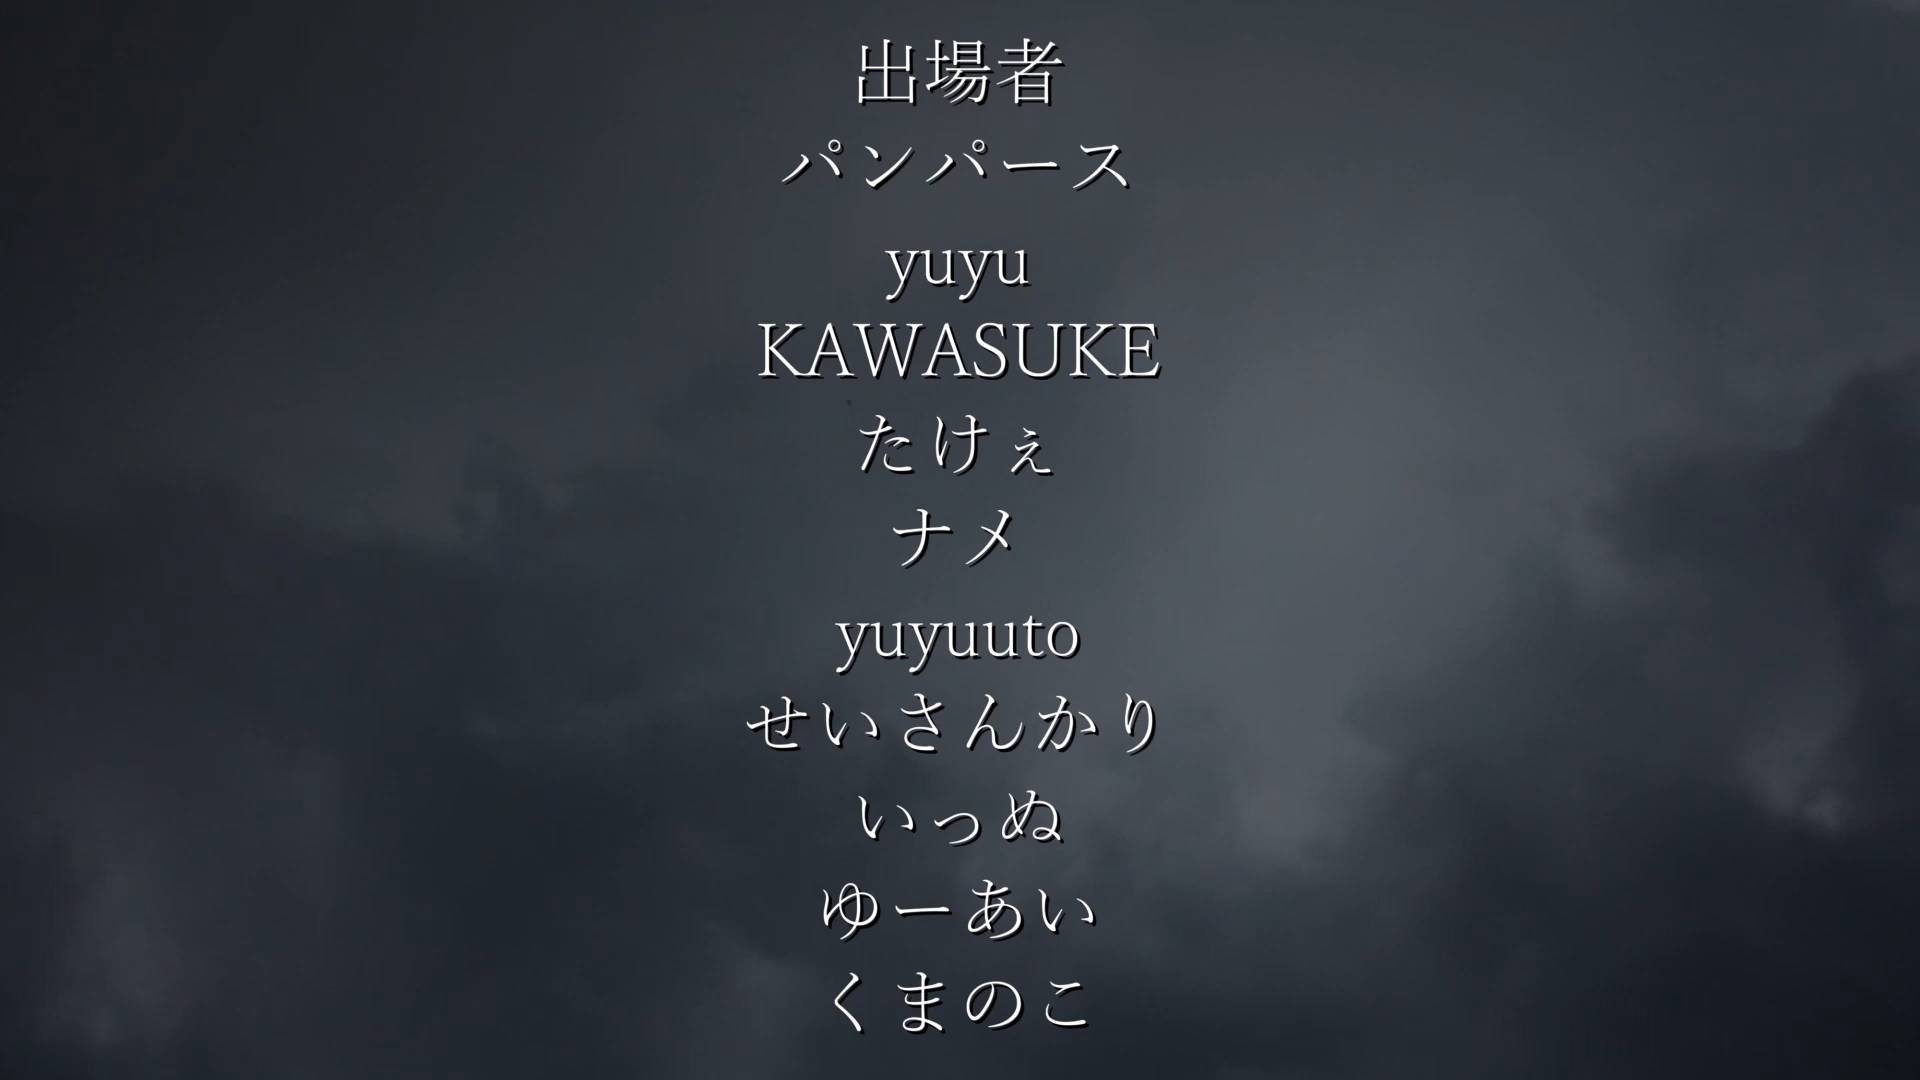 出場者
パンパース
yuyu
KAWASUKE
たけぇ
ナメ
yuyuuto
せいさんかり
いっぬ
ゆーあい
くまのこ